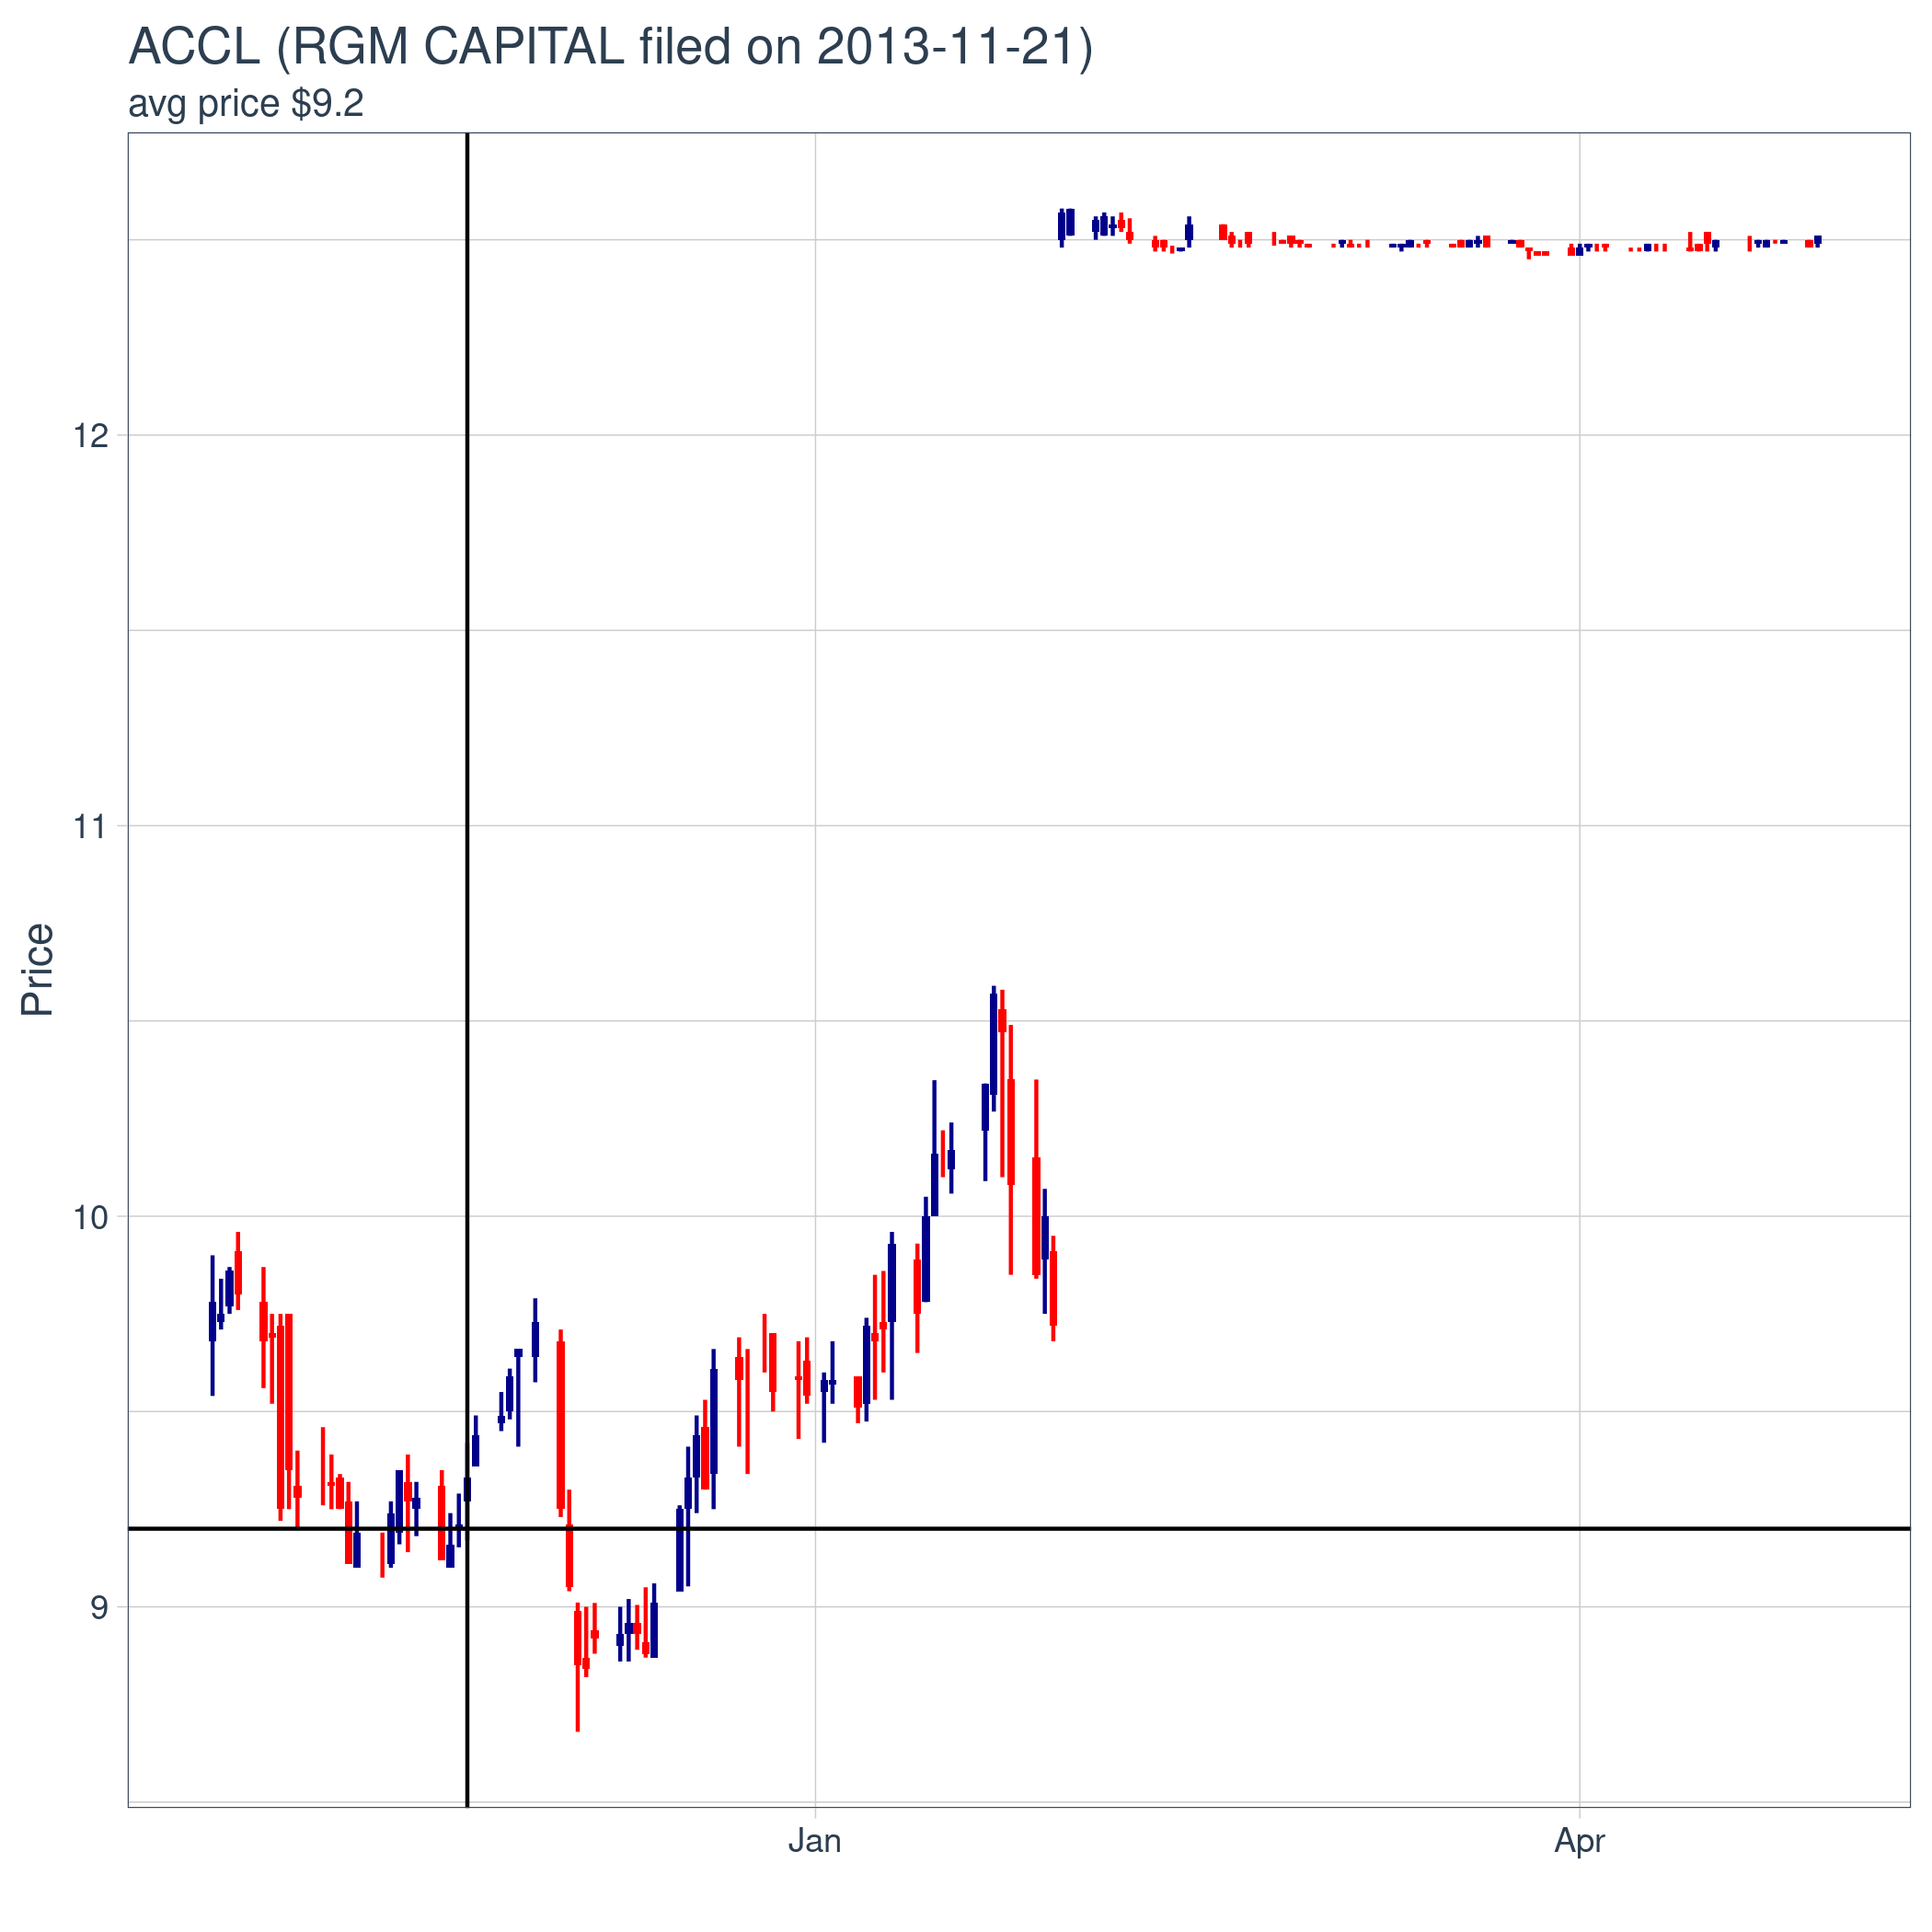 ACCL (RGM CAPITAL filed on 2013-11-21)
avg price $9.2
12
11
10
9
Price
Jan
Apr